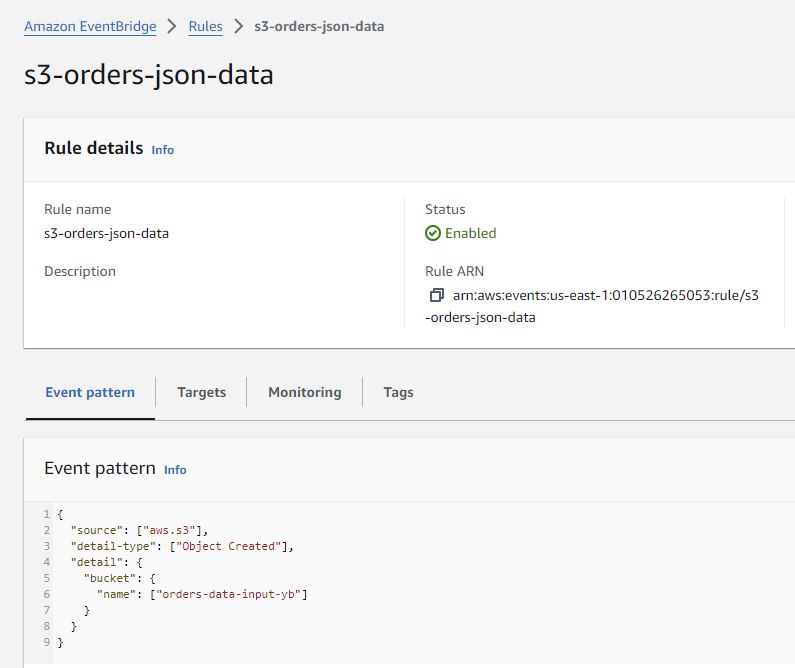 Amazon EventBridge > Rules > s3-orders-json-data
s3-orders-json-data
Rule details Info
Rule name
s3-orders-json-data
Description
Status
Enabled
Rule ARN
arn:aws:events:us-east-1:010526265053:rule/s3
-orders-json-data
Event pattern Targets Monitoring Tags
Event pattern Info
1 {
2   "source": ["aws.s3"],
3   "detail-type": ["Object Created"],
4   "detail": {
5     "bucket": {
6       "name": ["orders-data-input-yb"]
7     }
8   }
9 }